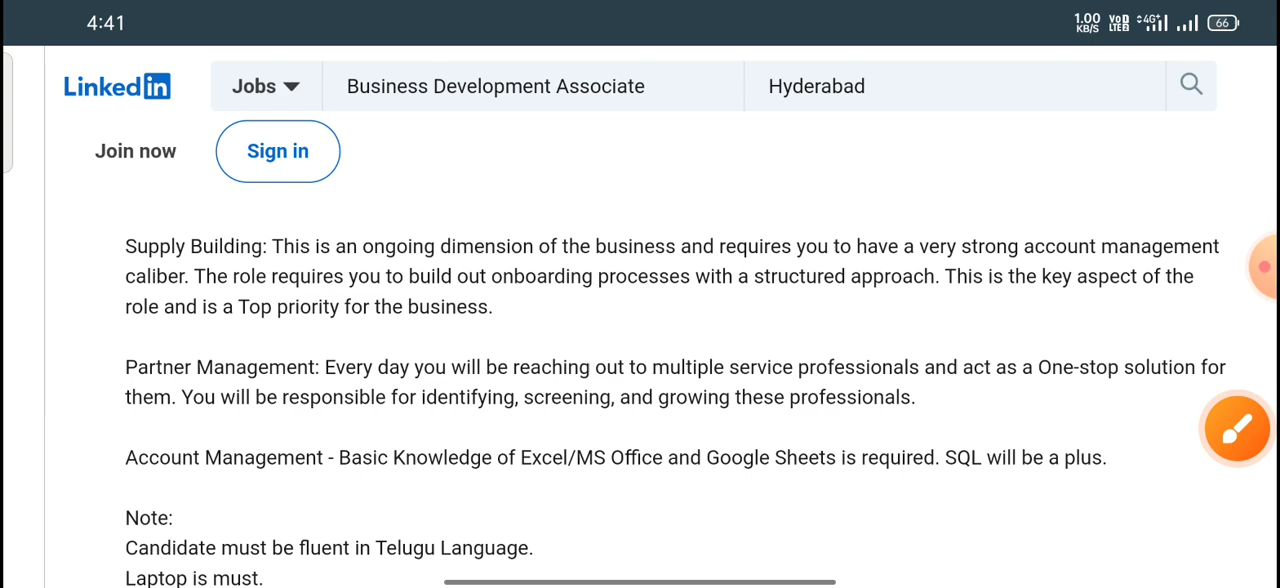 4:41
1.00 KB/S VoD LTE2 4G+ 66
Linked in
Jobs
Business Development Associate
Hyderabad
Join now
Sign in
Supply Building: This is an ongoing dimension of the business and requires you to have a very strong account management
caliber. The role requires you to build out onboarding processes with a structured approach. This is the key aspect of the
role and is a Top priority for the business.
Partner Management: Every day you will be reaching out to multiple service professionals and act as a One-stop solution for
them. You will be responsible for identifying, screening, and growing these professionals.
Account Management - Basic Knowledge of Excel/MS Office and Google Sheets is required. SQL will be a plus.
Note:
Candidate must be fluent in Telugu Language.
Laptop is must.